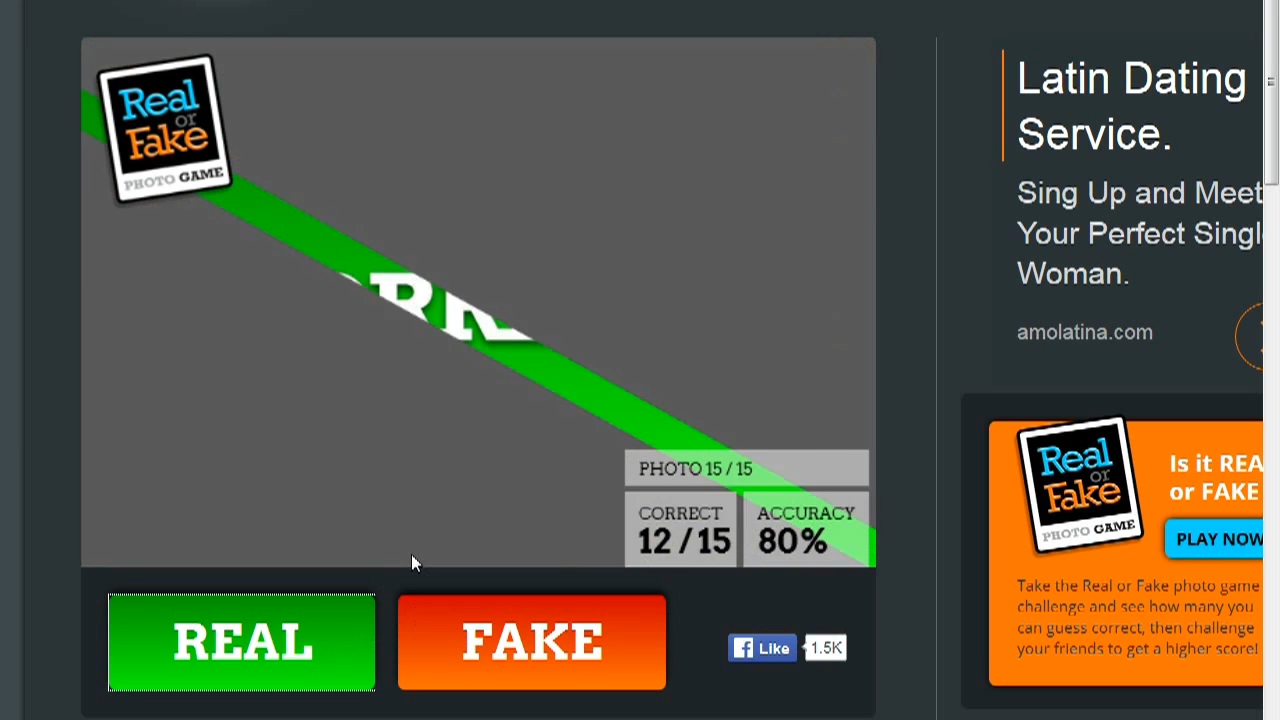 Real
or
Fake
PHOTO GAME
PHOTO 15 / 15
CORRECT
12 / 15
ACCURACY
80%
REAL
FAKE
Like
1.5K
Latin Dating
Service.
Sing Up and Meet
Your Perfect
Woman.
amolatina.com
Real
or
Fake
PHOTO GAME
Is it
or FAKE
PLAY NOW
Take the Real or Fake photo game
challenge and see how many you
can guess correct, then challenge
your friends to get a higher score!